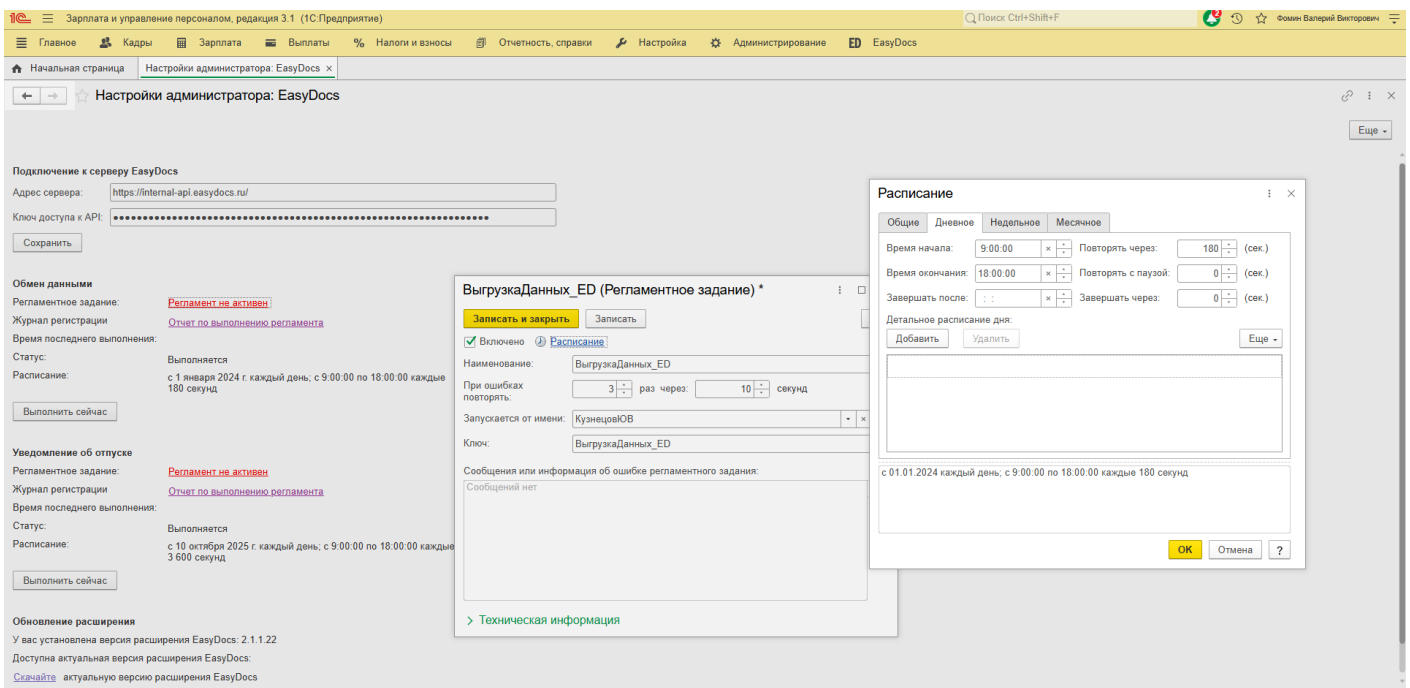 1С Зарплата и управление персоналом, редакция 3.1 (1С:Предприятие) Поиск Ctrl+Shift+F 2 Фомин Валерий Викторович
Главное Кадры Зарплата Выплаты % Налоги и взносы Отчетность, справки Настройка Администрирование ED EasyDocs
Начальная страница Настройки администратора: EasyDocs ×
Настройки администратора: EasyDocs
Еще
Подключение к серверу EasyDocs
Адрес сервера: https://internal-api.easydocs.ru/
Ключ доступа к API:
Сохранить
Обмен данными
Регламентное задание: Регламент не активен
Журнал регистрации Отчет по выполнению регламента
Время последнего выполнения:
Статус: Выполняется
Расписание: с 1 января 2024 г. каждый день; с 9:00:00 по 18:00:00 каждые
180 секунд
Выполнить сейчас
Уведомление об отпуске
Регламентное задание: Регламент не активен
Журнал регистрации Отчет по выполнению регламента
Время последнего выполнения:
Статус: Выполняется
Расписание: с 10 октября 2025 г. каждый день; с 9:00:00 по 18:00:00 каждые
3 600 секунд
Выполнить сейчас
Обновление расширения
У вас установлена версия расширения EasyDocs: 2.1.1.22
Доступна актуальная версия расширения EasyDocs:
Скачайте актуальную версию расширения EasyDocs
ВыгрузкаДанных_ED (Регламентное задание) *
Записать и закрыть Записать
Включено Расписание
Наименование: ВыгрузкаДанных_ED
При ошибках
повторять: 3 раз через: 10 секунд
Запускается от имени: КузнецовЮВ
Ключ: ВыгрузкаДанных_ED
Сообщения или информация об ошибке регламентного задания:
Сообщений нет
Техническая информация
Расписание
Общие Дневное Недельное Месячное
Время начала: 9:00:00 Повторять через: 180 (сек.)
Время окончания: 18:00:00 Повторять с паузой: 0 (сек.)
Завершать после: : : Завершать через: 0 (сек.)
Детальное расписание дня:
Добавить Удалить Еще
с 01.01.2024 каждый день; с 9:00:00 по 18:00:00 каждые 180 секунд
ОК Отмена ?